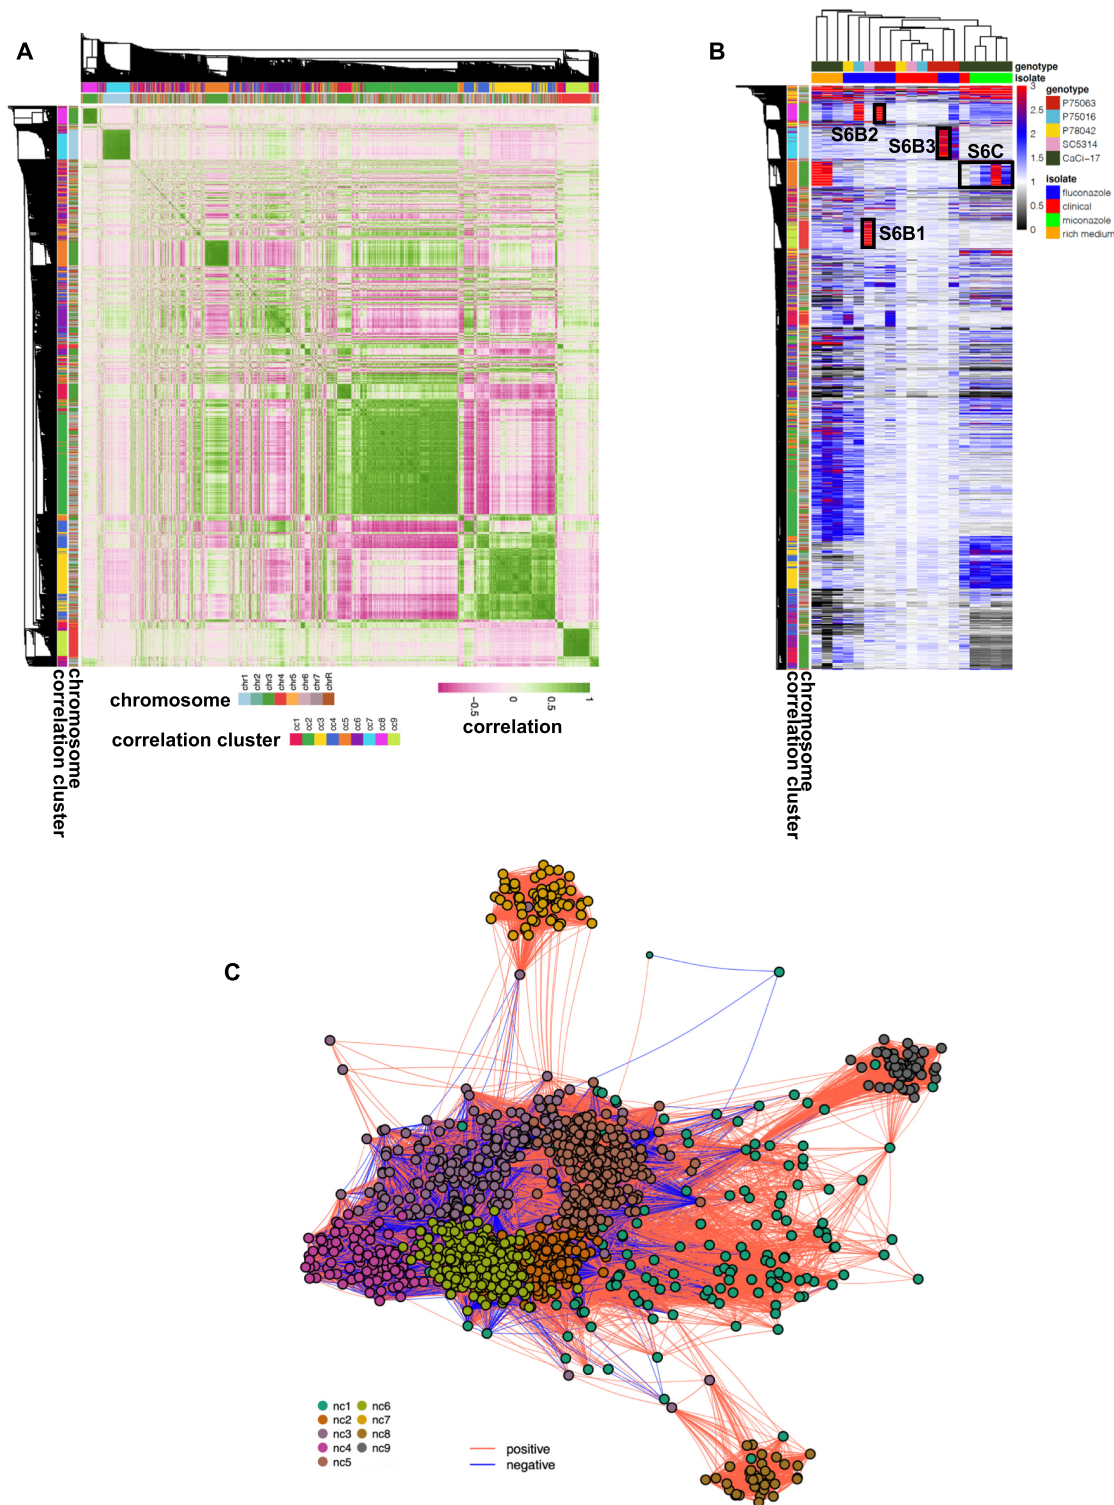 A
chromosome
correlation cluster
chromosome
chr1
chr2
chr3
chr4
chr5
chr6
chr7
chrR
correlation cluster
cc1
cc2
cc3
cc4
cc5
cc6
cc7
cc8
cc9
-0.5
0
0.5
1
correlation
B
genotype
isolate
3
2.5
2
1.5
1
0.5
0
genotype
P75063
P75016
P78042
SC5314
CaCi-17
isolate
fluconazole
clinical
miconazole
rich medium
S6B2
S6B3
S6C
S6B1
chromosome
correlation cluster
C
nc1
nc2
nc3
nc4
nc5
nc6
nc7
nc8
nc9
positive
negative